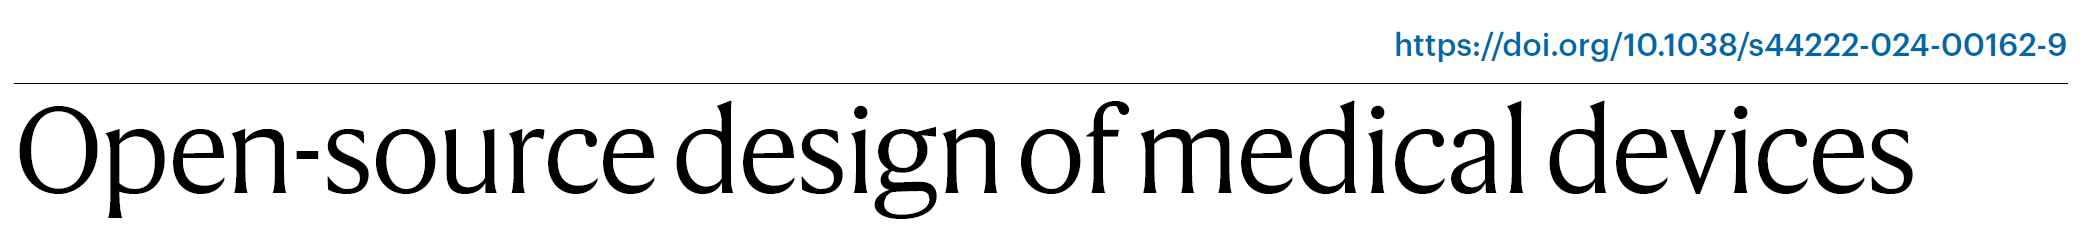 https://doi.org/10.1038/s44222-024-00162-9
Open-source design of medical devices